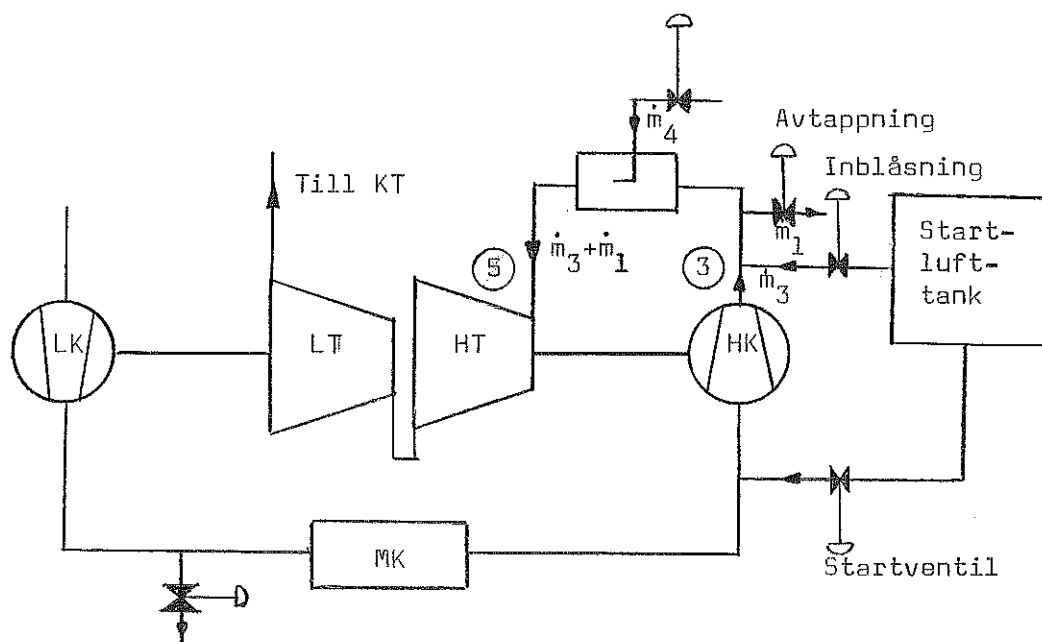 ṁ4
Avtappning
Inblåsning
Till KT
ṁ3+ṁ1
5
3
m1
ṁ3
Start-
luft-
tank
LK
LT
HT
HK
MK
Startventil